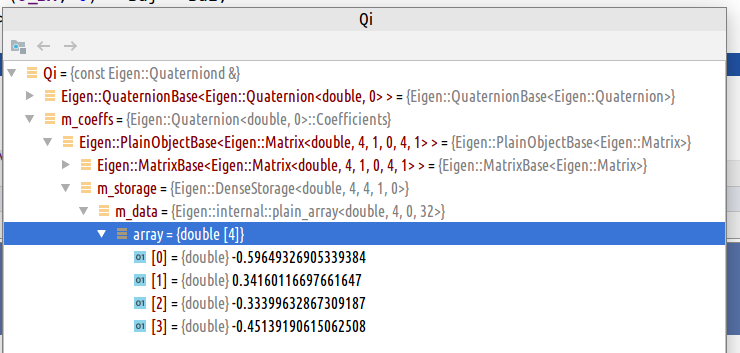 Qi
Qi = {const Eigen::Quaterniond &}
Eigen::QuaternionBase<Eigen::Quaternion<double, 0> > = {Eigen::QuaternionBase<Eigen::Quaternion>}
m_coeffs = {Eigen::Quaternion<double, 0>::Coefficients}
Eigen::PlainObjectBase<Eigen::Matrix<double, 4, 1, 0, 4, 1> > = {Eigen::PlainObjectBase<Eigen::Matrix>}
Eigen::MatrixBase<Eigen::Matrix<double, 4, 1, 0, 4, 1> > = {Eigen::MatrixBase<Eigen::Matrix>}
m_storage = {Eigen::DenseStorage<double, 4, 4, 1, 0>}
m_data = {Eigen::internal::plain_array<double, 4, 0, 32>}
array = {double [4]}
01 [0] = {double} -0.59649326905339384
01 [1] = {double} 0.34160116697661647
01 [2] = {double} -0.33399632867309187
01 [3] = {double} -0.45139190615062508